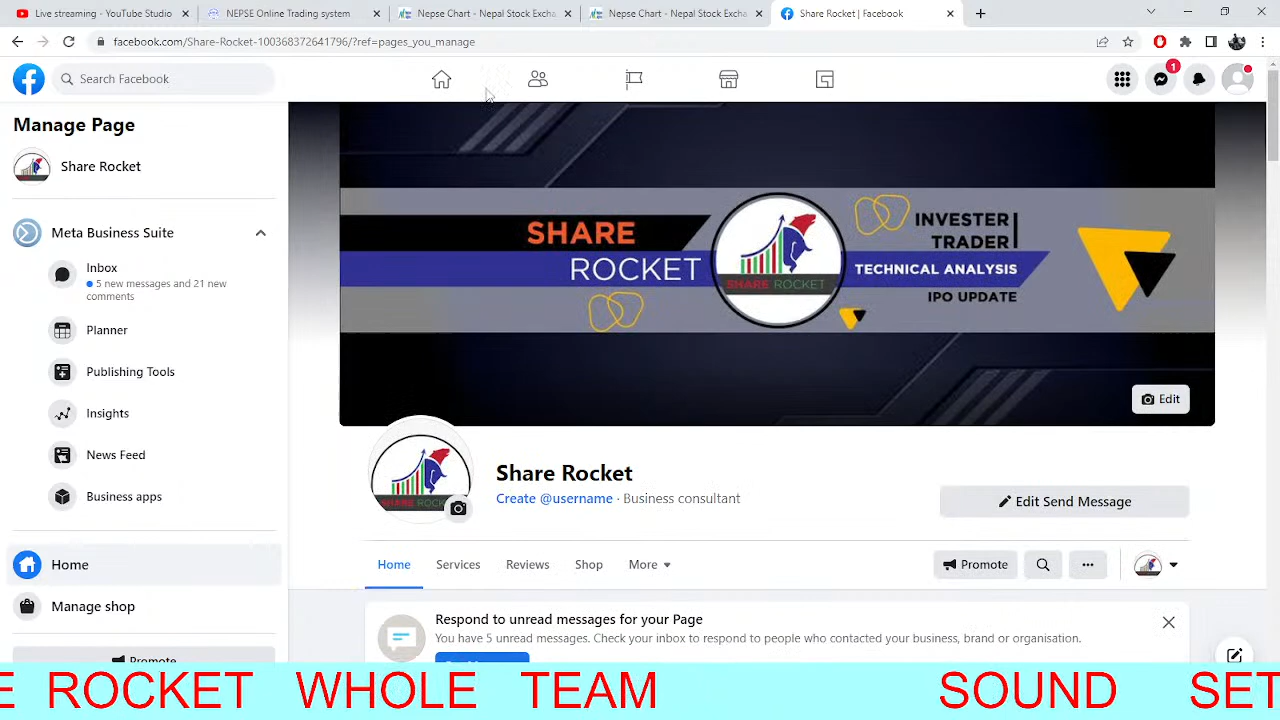 Live streaming - YouTube Studio
NEPSE Online Trading system
Nepse Chart - Nepal Stock Excha
Nepse Chart - Nepal Stock Excha
Share Rocket | Facebook
facebook.com/Share-Rocket-100368372641796/?ref=pages_you_manage
Search Facebook
1
Manage Page
Share Rocket
Meta Business Suite
Inbox
5 new messages and 21 new
comments
Planner
Publishing Tools
Insights
News Feed
Business apps
Home
Manage shop
Promote
SHARE
ROCKET
SHARE ROCKET
INVESTER
TRADER
TECHNICAL ANALYSIS
IPO UPDATE
Edit
SHARE ROCK
Share Rocket
Create @username · Business consultant
Edit Send Message
Home
Services
Reviews
Shop
More
Promote
Respond to unread messages for your Page
You have 5 unread messages. Check your inbox to respond to people who contacted your business, brand or organisation.
E ROCKET WHOLE TEAM SOUND SET